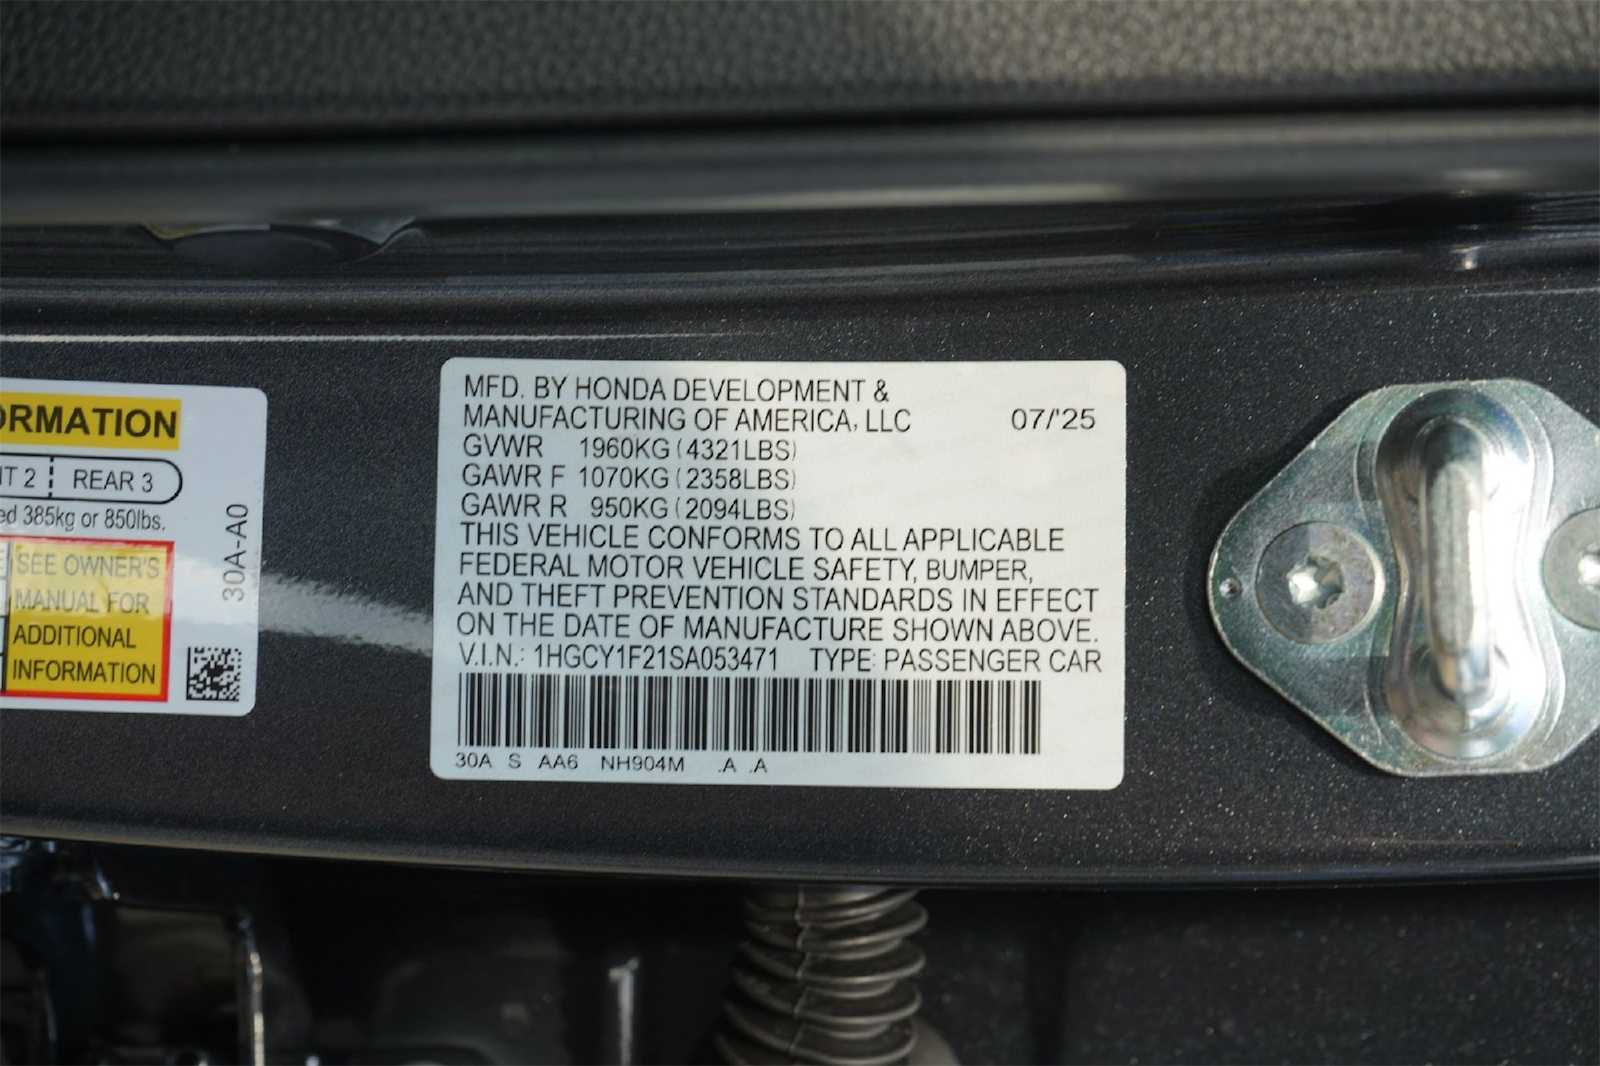 ORMATION
T 2 REAR 3
ed 385kg or 850lbs.
SEE OWNER'S
MANUAL FOR
ADDITIONAL
INFORMATION
30A-A0
MFD. BY HONDA DEVELOPMENT &
MANUFACTURING OF AMERICA, LLC 07/'25
GVWR 1960KG (4321LBS)
GAWR F 1070KG (2358LBS)
GAWR R 950KG (2094LBS)
THIS VEHICLE CONFORMS TO ALL APPLICABLE
FEDERAL MOTOR VEHICLE SAFETY, BUMPER,
AND THEFT PREVENTION STANDARDS IN EFFECT
ON THE DATE OF MANUFACTURE SHOWN ABOVE.
V.I.N.: 1HGCY1F21SA053471 TYPE: PASSENGER CAR
30A S AA6 NH904M .A .A